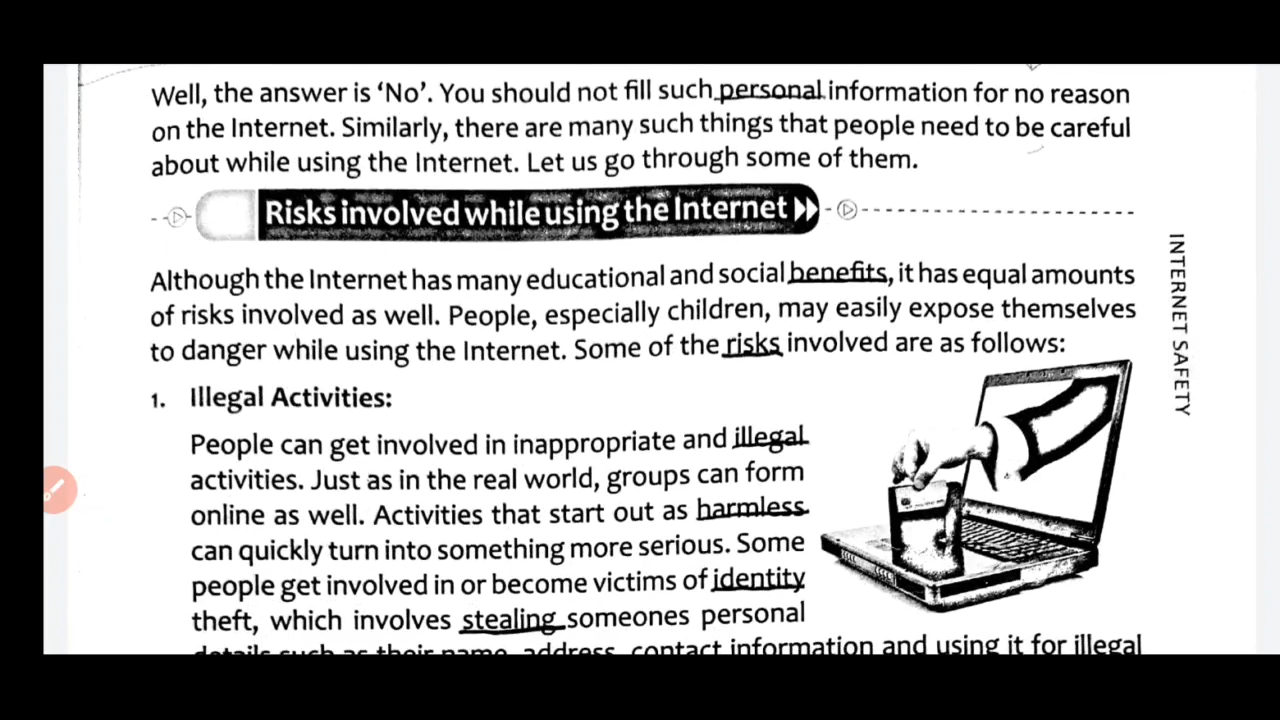 Well, the answer is ‘No’. You should not fill such personal information for no reason
on the Internet. Similarly, there are many such things that people need to be careful
about while using the Internet. Let us go through some of them.
Risks involved while using the Internet
Although the Internet has many educational and social benefits, it has equal amounts
of risks involved as well. People, especially children, may easily expose themselves
to danger while using the Internet. Some of the risks involved are as follows:
1. Illegal Activities:
People can get involved in inappropriate and illegal
activities. Just as in the real world, groups can form
online as well. Activities that start out as harmless
can quickly turn into something more serious. Some
people get involved in or become victims of identity
theft, which involves stealing someones personal
details such as their name, address, contact information and using it for illegal
INTERNET SAFETY